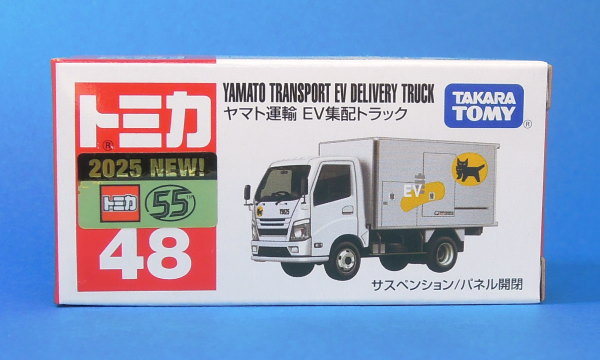 YAMATO TRANSPORT EV DELIVERY TRUCK
ヤマト運輸 EV集配トラック
TAKARA
TOMY
®
トミカ
®
2025 NEW!
トミカ
55th
48
EV
サスペンション/パネル開閉